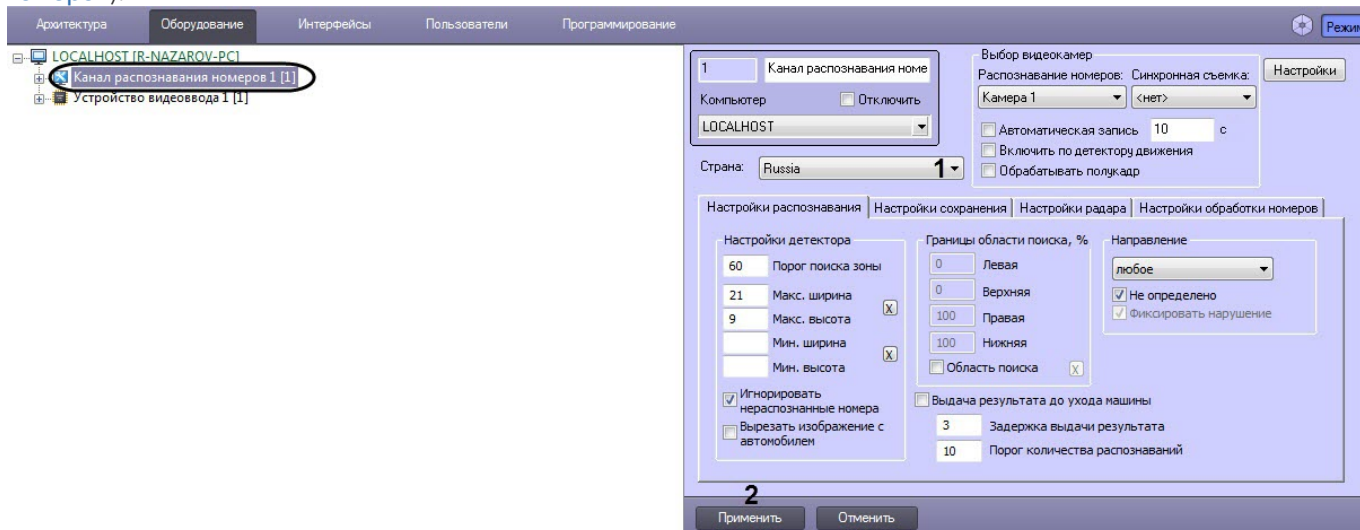 Архитектура Оборудование Интерфейсы Пользователи Программирование Режим
LOCALHOST [R-NAZAROV-PC]
Канал распознавания номеров 1 [1]
Устройство видеоввода 1 [1]
1 Канал распознавания номе
Компьютер Отключить
LOCALHOST
Страна: Russia 1
Выбор видеокамер
Распознавание номеров: Синхронная съемка:
Камера 1 <нет>
Настройки
Автоматическая запись 10 с
Включить по детектору движения
Обрабатывать полукадр
Настройки распознавания Настройки сохранения Настройки радара Настройки обработки номеров
Настройки детектора
60 Порог поиска зоны
21 Макс. ширина
X
9 Макс. высота
Мин. ширина
X
Мин. высота
Игнорировать
нераспознанные номера
Вырезать изображение с
автомобилем
Границы области поиска, %
0 Левая
0 Верхняя
100 Правая
100 Нижняя
Область поиска X
Направление
любое
Не определено
Фиксировать нарушение
Выдача результата до ухода машины
3 Задержка выдачи результата
10 Порог количества распознаваний
2
Применить Отменить